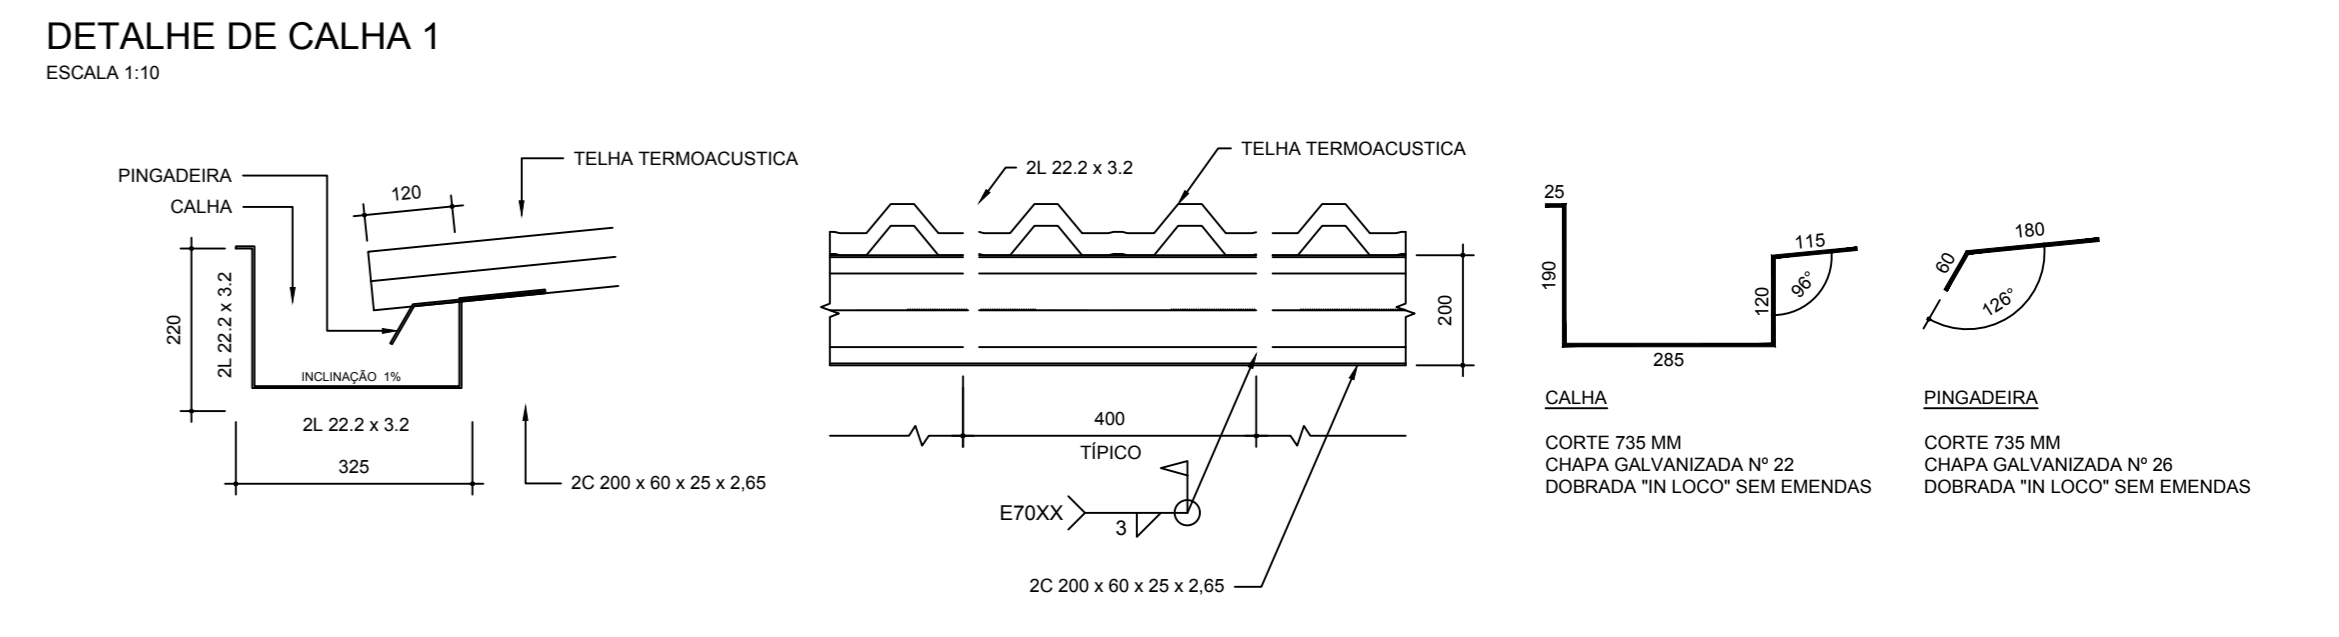 DETALHE DE CALHA 1
ESCALA 1:10
PINGADEIRA
CALHA
120
TELHA TERMOACUSTICA
220
2L 22.2 x 3.2
INCLINAÇÃO 1%
2L 22.2 x 3.2
325
2C 200 x 60 x 25 x 2,65
2L 22.2 x 3.2
TELHA TERMOACUSTICA
200
400
TÍPICO
E70XX
3
2C 200 x 60 x 25 x 2,65
25
190
285
120
115
96°
CALHA
CORTE 735 MM
CHAPA GALVANIZADA Nº 22
DOBRADA "IN LOCO" SEM EMENDAS
60
180
126°
PINGADEIRA
CORTE 735 MM
CHAPA GALVANIZADA Nº 26
DOBRADA "IN LOCO" SEM EMENDAS